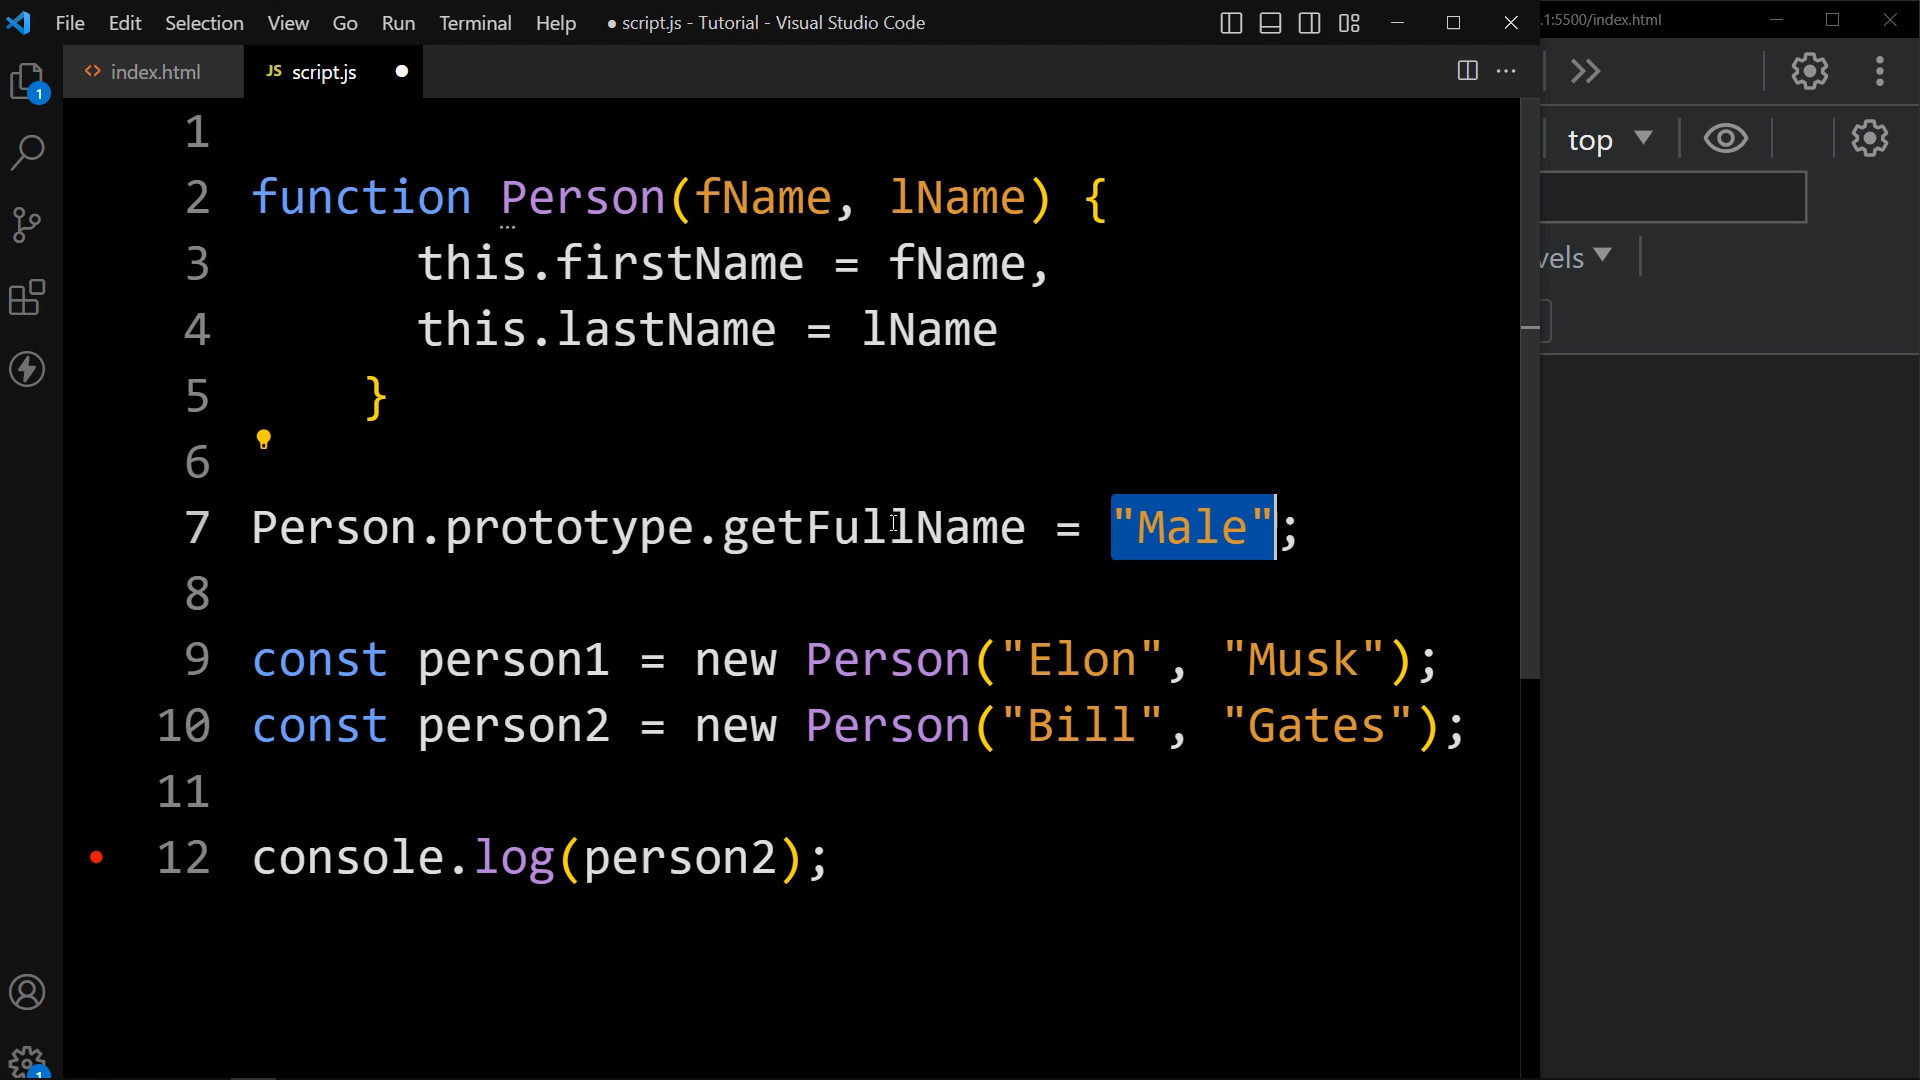 File Edit Selection View Go Run Terminal Help ● script.js - Tutorial - Visual Studio Code
.1:5500/index.html
<> index.html JS script.js ●
top
vels
1
1
2 function Person(fName, lName) {
3 this.firstName = fName,
4 this.lastName = lName
5 }
6
7 Person.prototype.getFullName = "Male";
8
9 const person1 = new Person("Elon", "Musk");
10 const person2 = new Person("Bill", "Gates");
11
12 console.log(person2);
1